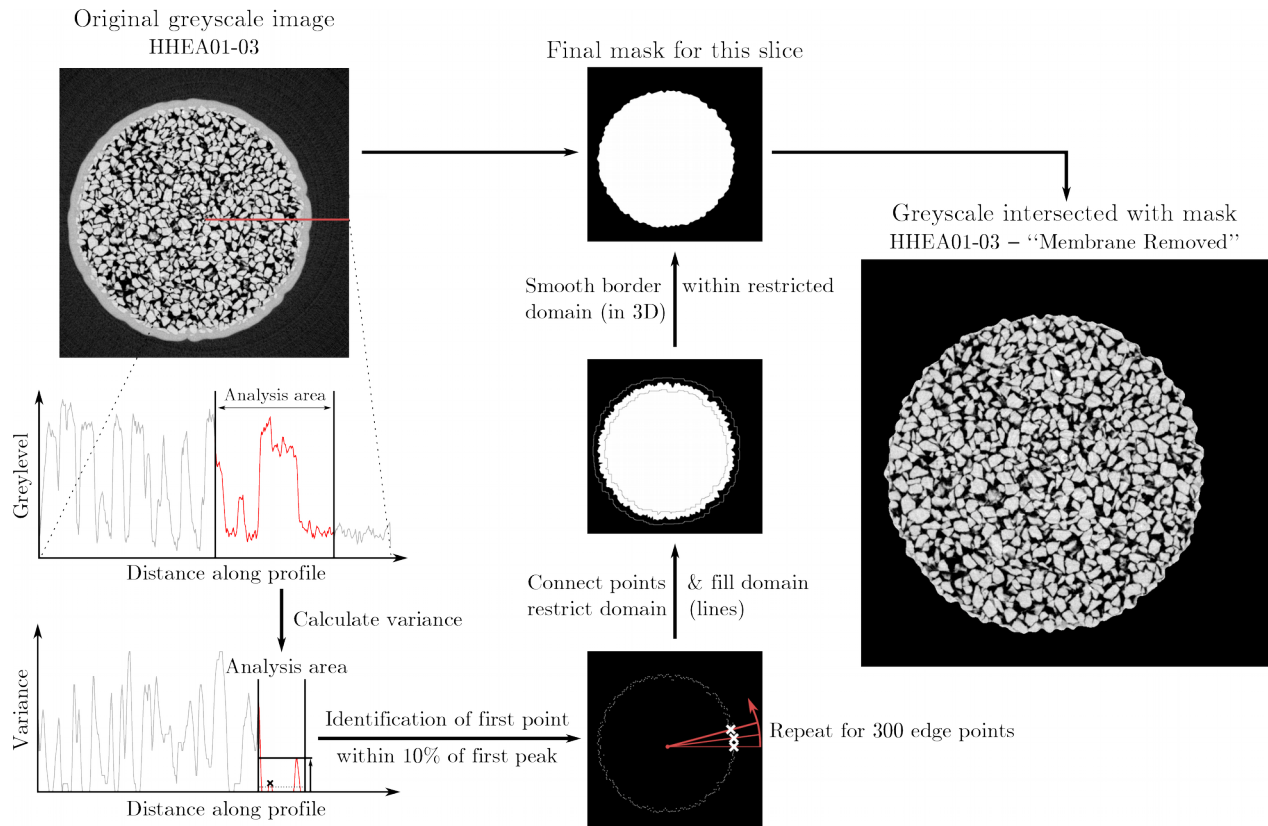 Original greyscale image
HHEA01-03
Final mask for this slice
Greyscale intersected with mask
HHEA01-03 – “Membrane Removed”
Smooth border within restricted
domain (in 3D)
Analysis area
Greylevel
Distance along profile
Calculate variance
Connect points & fill domain
restrict domain (lines)
Analysis area
Variance
Identification of first point
within 10% of first peak
Distance along profile
Repeat for 300 edge points